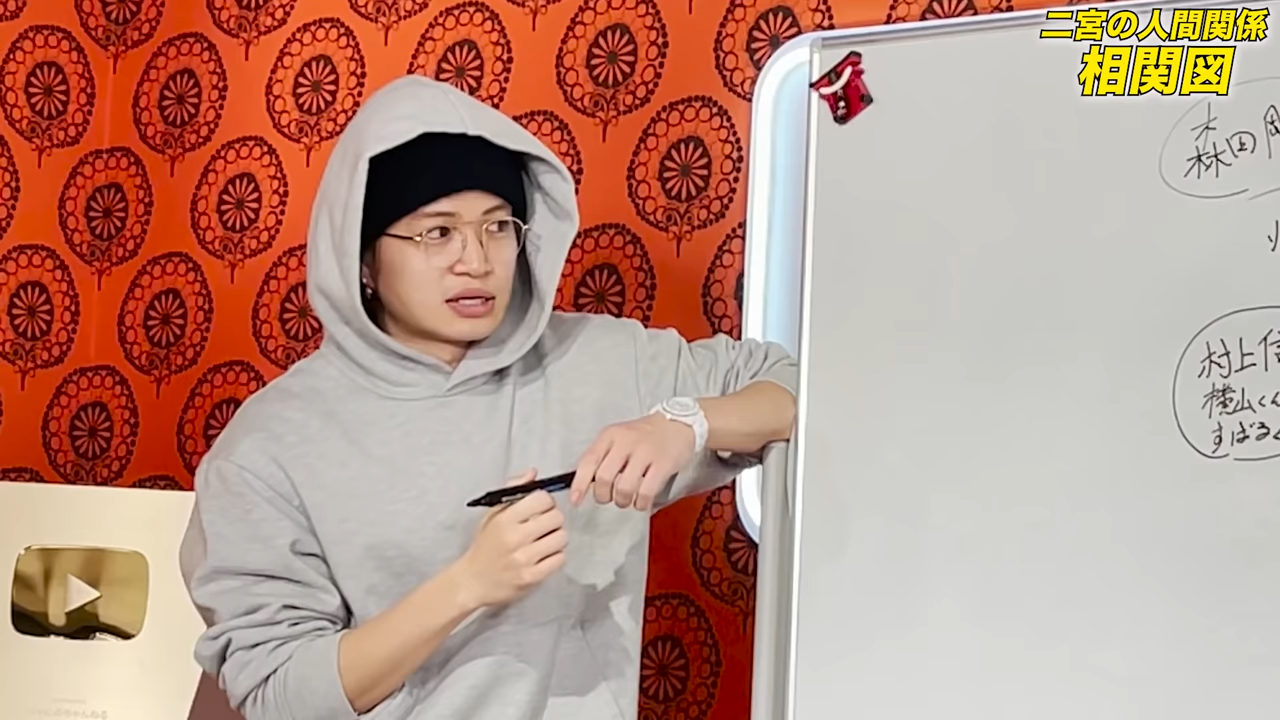 二宮の人間関係
相関図
森田
村上信
横山くん
すばるく